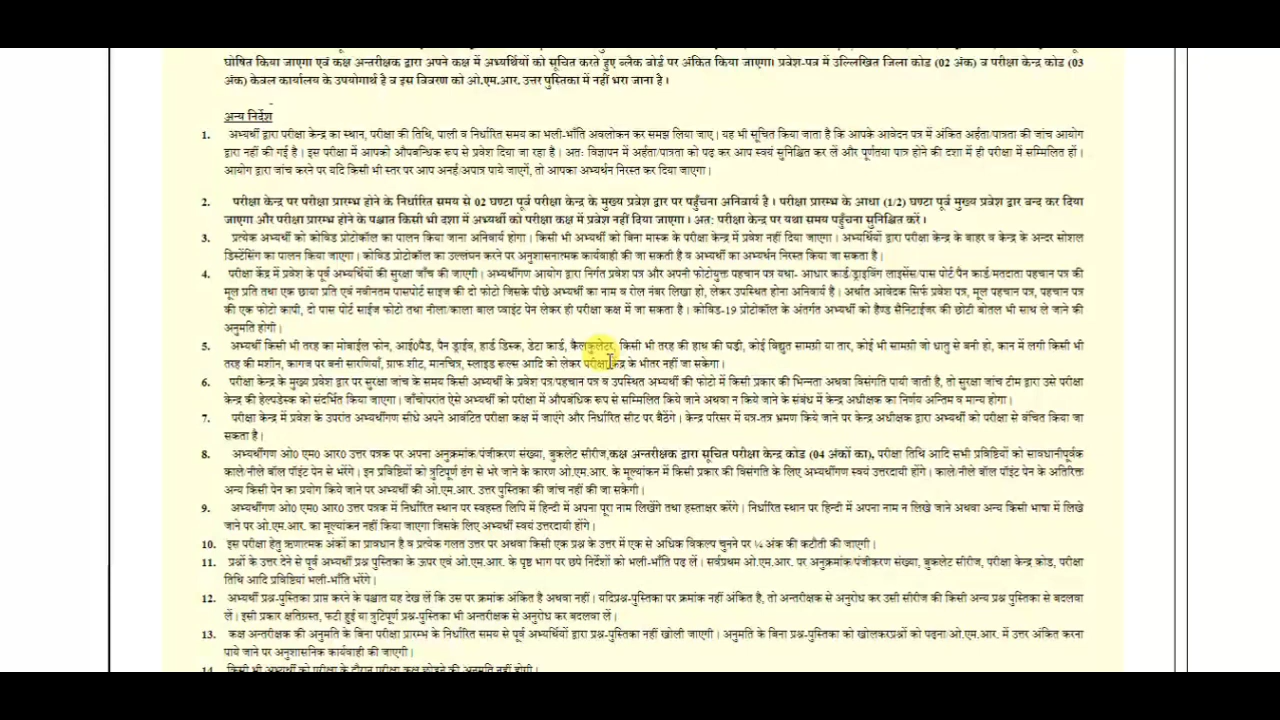 घोषित किया जाएगा एवं कक्ष अन्तरीक्षक द्वारा अपने कक्ष में अभ्यर्थियों को सूचित करते हुए ब्लैक बोर्ड पर अंकित किया जाएगा। प्रवेश-पत्र में उल्लिखित जिला कोड (02 अंक) व परीक्षा केन्द्र कोड (03
अंक) केवल कार्यालय के उपयोगार्थ है व इस विवरण को ओ.एम.आर. उत्तर पुस्तिका में नहीं भरा जाना है।
अन्य निर्देश
1. अभ्यर्थी द्वारा परीक्षा केन्द्र का स्थान, परीक्षा की तिथि, पाली व निर्धारित समय का भली-भाँति अवलोकन कर समझ लिया जाए। यह भी सूचित किया जाता है कि आपके आवेदन पत्र में अंकित अर्हता/पात्रता की जांच आयोग
द्वारा नहीं की गई है। इस परीक्षा में आपको औपबन्धिक रूप से प्रवेश दिया जा रहा है। अतः विज्ञापन में अर्हता/पात्रता को पढ़ कर आप स्वयं सुनिश्चित कर लें और पूर्णतया पात्र होने की दशा में ही परीक्षा में सम्मिलित हों।
आयोग द्वारा जांच करने पर यदि किसी भी स्तर पर आप अनर्ह/अपात्र पाये जाएगें, तो आपका अभ्यर्थन निरस्त कर दिया जाएगा।
2. परीक्षा केन्द्र पर परीक्षा प्रारम्भ होने के निर्धारित समय से 02 घण्टा पूर्व परीक्षा केन्द्र के मुख्य प्रवेश द्वार पर पहुँचना अनिवार्य है। परीक्षा प्रारम्भ के आधा (1/2) घण्टा पूर्व मुख्य प्रवेश द्वार बन्द कर दिया
जाएगा और परीक्षा प्रारम्भ होने के पश्चात किसी भी दशा में अभ्यर्थी को परीक्षा कक्ष में प्रवेश नहीं दिया जाएगा। अतः परीक्षा केन्द्र पर यथा समय पहुँचना सुनिश्चित करें।
3. प्रत्येक अभ्यर्थी को कोविड प्रोटोकॉल का पालन किया जाना अनिवार्य होगा। किसी भी अभ्यर्थी को बिना मास्क के परीक्षा केन्द्र में प्रवेश नहीं दिया जाएगा। अभ्यर्थियों द्वारा परीक्षा केन्द्र के बाहर व केन्द्र के अन्दर सोशल
डिस्टेंसिंग का पालन किया जाएगा। कोविड प्रोटोकॉल का उल्लंघन करने पर अनुशासनात्मक कार्यवाही की जा सकती है व अभ्यर्थी का अभ्यर्थन निरस्त किया जा सकता है।
4. परीक्षा केंद्र में प्रवेश के पूर्व अभ्यर्थियों की सुरक्षा जाँच की जाएगी। अभ्यर्थीगण आयोग द्वारा निर्गत प्रवेश पत्र और अपनी फोटोयुक्त पहचान पत्र यथा- आधार कार्ड/ड्राइविंग लाइसेंस/पास पोर्ट/पैन कार्ड/मतदाता पहचान पत्र की
मूल प्रति तथा एक छाया प्रति एवं नवीनतम पासपोर्ट साइज की दो फोटो जिसके पीछे अभ्यर्थी का नाम व रोल नंबर लिखा हो, लेकर उपस्थित होना अनिवार्य है। अर्थात आवेदक सिर्फ प्रवेश पत्र, मूल पहचान पत्र, पहचान पत्र
की एक फोटो कापी, दो पास पोर्ट साईज फोटो तथा नीला/काला बाल प्वाइंट पेन लेकर ही परीक्षा कक्ष में जा सकता है। कोविड-19 प्रोटोकॉल के अंतर्गत अभ्यर्थी को हैण्ड सैनिटाईजर की छोटी बोतल भी साथ ले जाने की
अनुमति होगी।
5. अभ्यर्थी किसी भी तरह का मोबाईल फोन, आई०पैड, पैन ड्राईव, हार्ड डिस्क, डेटा कार्ड, कैलकुलेटर, किसी भी तरह की हाथ की घड़ी, कोई विद्युत सामग्री या तार, कोई भी सामग्री जो धातु से बनी हो, कान में लगी किसी भी
तरह की मशीन, कागज पर बनी सारणियाँ, ग्राफ शीट, मानचित्र, स्लाइड रूल्स आदि को लेकर परीक्षा केंद्र के भीतर नहीं जा सकेगा।
6. परीक्षा केन्द्र के मुख्य प्रवेश द्वार पर सुरक्षा जांच के समय किसी अभ्यर्थी के प्रवेश पत्र/पहचान पत्र व उपस्थित अभ्यर्थी की फोटो में किसी प्रकार की भिन्नता अथवा विसंगति पायी जाती है, तो सुरक्षा जांच टीम द्वारा उसे परीक्षा
केन्द्र की हेल्पडेस्क को संदर्भित किया जाएगा। जाँचोपरांत ऐसे अभ्यर्थी को परीक्षा में औपबंधिक रूप से सम्मिलित किये जाने अथवा न किये जाने के संबंध में केन्द्र अधीक्षक का निर्णय अन्तिम व मान्य होगा।
7. परीक्षा केन्द्र में प्रवेश के उपरांत अभ्यर्थीगण सीधे अपने आवंटित परीक्षा कक्ष में जाएंगे और निर्धारित सीट पर बैठेंगे। केन्द्र परिसर में यत्र-तत्र भ्रमण किये जाने पर केन्द्र अधीक्षक द्वारा अभ्यर्थी को परीक्षा से वंचित किया जा
सकता है।
8. अभ्यर्थीगण ओ० एम० आर० उत्तर पत्रक पर अपना अनुक्रमांक/पंजीकरण संख्या, बुकलेट सीरीज,कक्ष अन्तरीक्षक द्वारा सूचित परीक्षा केन्द्र कोड (04 अंकों का), परीक्षा तिथि आदि सभी प्रविष्टियों को सावधानीपूर्वक
काले/नीले बॉल पॉइंट पेन से भरेंगे। इन प्रविष्टियों को त्रुटिपूर्ण ढंग से भरे जाने के कारण ओ.एम.आर. के मूल्यांकन में किसी प्रकार की विसंगति के लिए अभ्यर्थीगण स्वयं उत्तरदायी होंगे। काले/नीले बॉल पॉइंट पेन के अतिरिक्त
अन्य किसी पेन का प्रयोग किये जाने पर अभ्यर्थी की ओ.एम.आर. उत्तर पुस्तिका की जांच नहीं की जा सकेगी।
9. अभ्यर्थीगण ओ0 एम0 आर0 उत्तर पत्रक में निर्धारित स्थान पर स्वहस्त लिपि में हिन्दी में अपना पूरा नाम लिखेंगे तथा हस्ताक्षर करेंगे। निर्धारित स्थान पर हिन्दी में अपना नाम न लिखे जाने अथवा अन्य किसी भाषा में लिखे
जाने पर ओ.एम.आर. का मूल्यांकन नहीं किया जाएगा जिसके लिए अभ्यर्थी स्वयं उत्तरदायी होंगे।
10. इस परीक्षा हेतु ऋणात्मक अंकों का प्रावधान है व प्रत्येक गलत उत्तर पर अथवा किसी एक प्रश्न के उत्तर में एक से अधिक विकल्प चुनने पर ¼ अंक की कटौती की जाएगी।
11. प्रश्नों के उत्तर देने से पूर्व अभ्यर्थी प्रश्न पुस्तिका के ऊपर एवं ओ.एम.आर. के पृष्ठ भाग पर छपे निर्देशों को भली-भाँति पढ़ लें। सर्वप्रथम ओ.एम.आर. पर अनुक्रमांक/पंजीकरण संख्या, बुकलेट सीरीज, परीक्षा केन्द्र कोड, परीक्षा
तिथि आदि प्रविष्टियां भली-भाँति भरेंगे।
12. अभ्यर्थी प्रश्न-पुस्तिका प्राप्त करने के पश्चात यह देख लें कि उस पर क्रमांक अंकित है अथवा नहीं। यदिप्रश्न-पुस्तिका पर क्रमांक नहीं अंकित है, तो अन्तरीक्षक से अनुरोध कर उसी सीरीज की किसी अन्य प्रश्न पुस्तिका से बदलवा
लें। इसी प्रकार क्षतिग्रस्त, फटी हुई या त्रुटिपूर्ण प्रश्न-पुस्तिका भी अन्तरीक्षक से अनुरोध कर बदलवा लें।
13. कक्ष अन्तरीक्षक की अनुमति के बिना परीक्षा प्रारम्भ के निर्धारित समय से पूर्व अभ्यर्थियों द्वारा प्रश्न-पुस्तिका नहीं खोली जाएगी। अनुमति के बिना प्रश्न-पुस्तिका को खोलकरप्रश्नों को पढ़ना/ओ.एम.आर. में उत्तर अंकित करना
पाये जाने पर अनुशासनिक कार्यवाही की जाएगी।
14. किसी भी अभ्यर्थी को परीक्षा के दौरान परीक्षा कक्ष छोड़ने की अनुमति नहीं होगी।